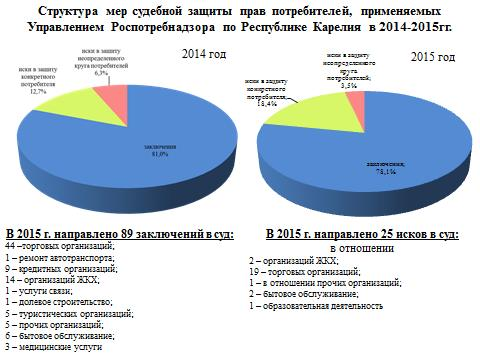 Структура мер судебной защиты прав потребителей, применяемых
Управлением Роспотребнадзора по Республике Карелия в 2014-2015гг.
2014 год
иски в защиту
неопределенного
круга потребителей
6,3%
иски в защиту
конкретного
потребителя
12,7%
заключения
81,0%
2015 год
иски в защиту
неопределенного
круга
потребителей;
3,5%
иски в защиту
конкретного
потребителя;
18,4%
заключения;
78,1%
В 2015 г. направлено 89 заключений в суд:
44 –торговых организаций;
1 – ремонт автотранспорта;
9 – кредитных организаций;
14 – организаций ЖКХ;
1 – услуги связи;
1 – долевое строительство;
5 – туристических организаций;
5 – прочих организаций;
6 – бытовое обслуживание;
3 – медицинские услуги
В 2015 г. направлено 25 исков в суд:
в отношении
2 – организаций ЖКХ;
19 – торговых организаций;
1 – в отношении прочих организаций;
2 – бытовое обслуживание;
1 – образовательная деятельность